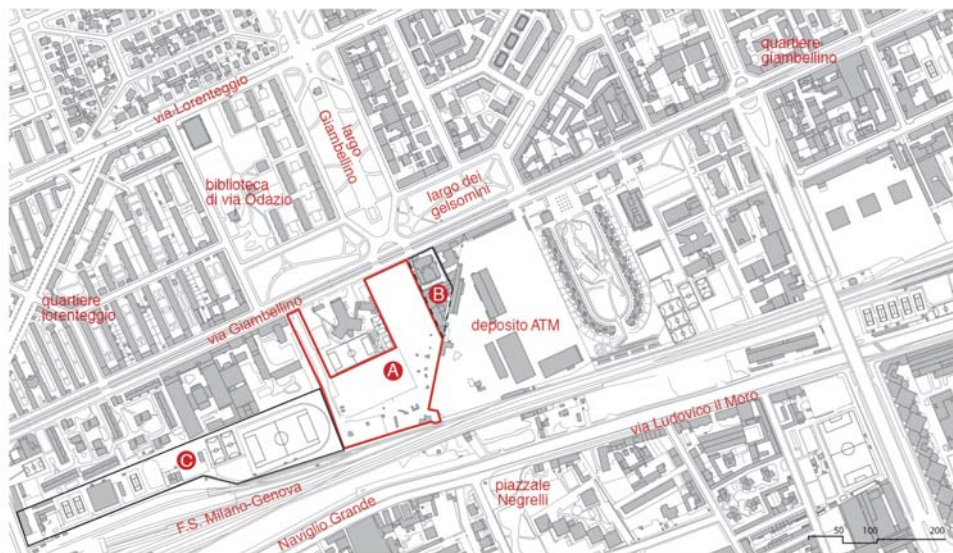 quartiere
giambellino
via Lorenteggio
largo
Giambellino
largo dei
gelsomini
biblioteca
di via Odazio
quartiere
lorenteggio
via Giambellino
B
deposito ATM
A
via Ludovico il Moro
C
F.S. Milano-Genova
piazzale
Negrelli
Naviglio Grande
50 100 200